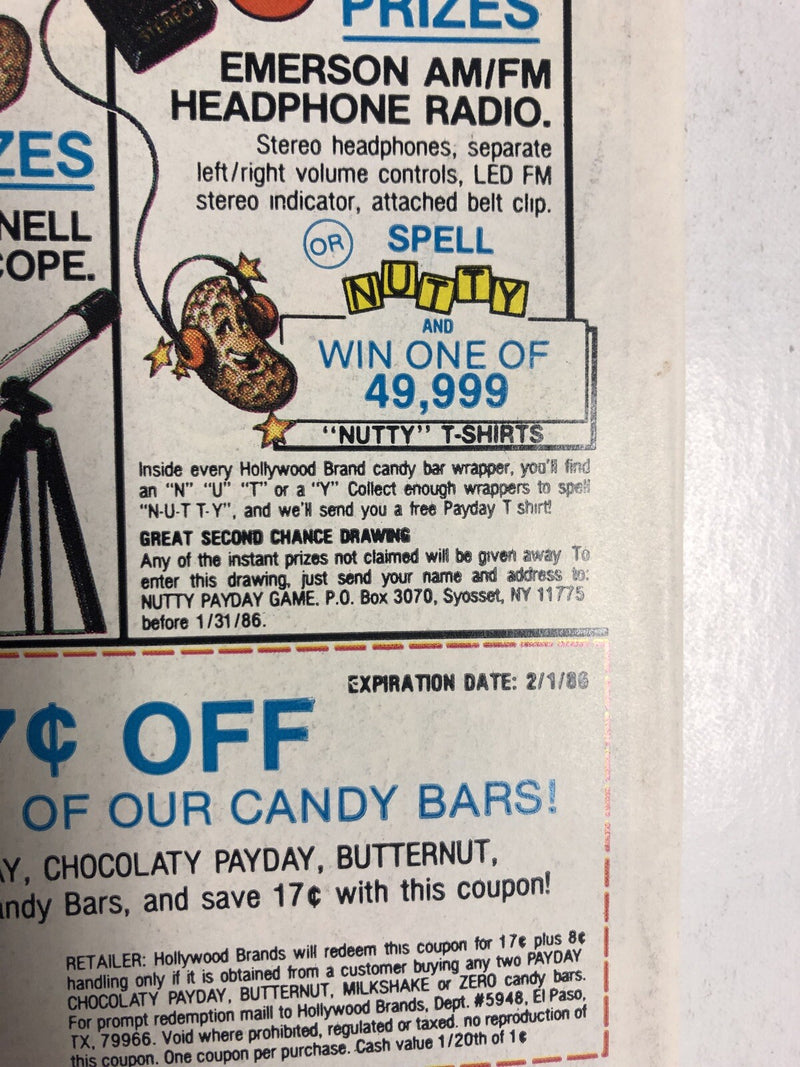 STEREO
PRIZES
EMERSON AM/FM
HEADPHONE RADIO.
Stereo headphones, separate
left/right volume controls, LED FM
stereo indicator, attached belt clip.
OR SPELL
NUTTY
AND
WIN ONE OF
49,999
"NUTTY" T-SHIRTS
ZES
NELL
COPE.
Inside every Hollywood Brand candy bar wrapper, you'll find
an "N" "U" "T" or a "Y" Collect enough wrappers to spell
"N-U-T T-Y", and we'll send you a free Payday T shirt!
GREAT SECOND CHANCE DRAWING
Any of the instant prizes not claimed will be given away To
enter this drawing, just send your name and address to:
NUTTY PAYDAY GAME. P.O. Box 3070, Syosset, NY 11775
before 1/31/86.
EXPIRATION DATE: 2/1/86
7¢ OFF
OF OUR CANDY BARS!
AY, CHOCOLATY PAYDAY, BUTTERNUT,
andy Bars, and save 17¢ with this coupon!
RETAILER: Hollywood Brands will redeem this coupon for 17¢ plus 8¢
handling only if it is obtained from a customer buying any two PAYDAY
CHOCOLATY PAYDAY, BUTTERNUT, MILKSHAKE or ZERO candy bars.
For prompt redemption maill to Hollywood Brands, Dept. #5948, El Paso,
TX, 79966. Void where prohibited, regulated or taxed. no reproduction of
this coupon. One coupon per purchase. Cash value 1/20th of 1¢